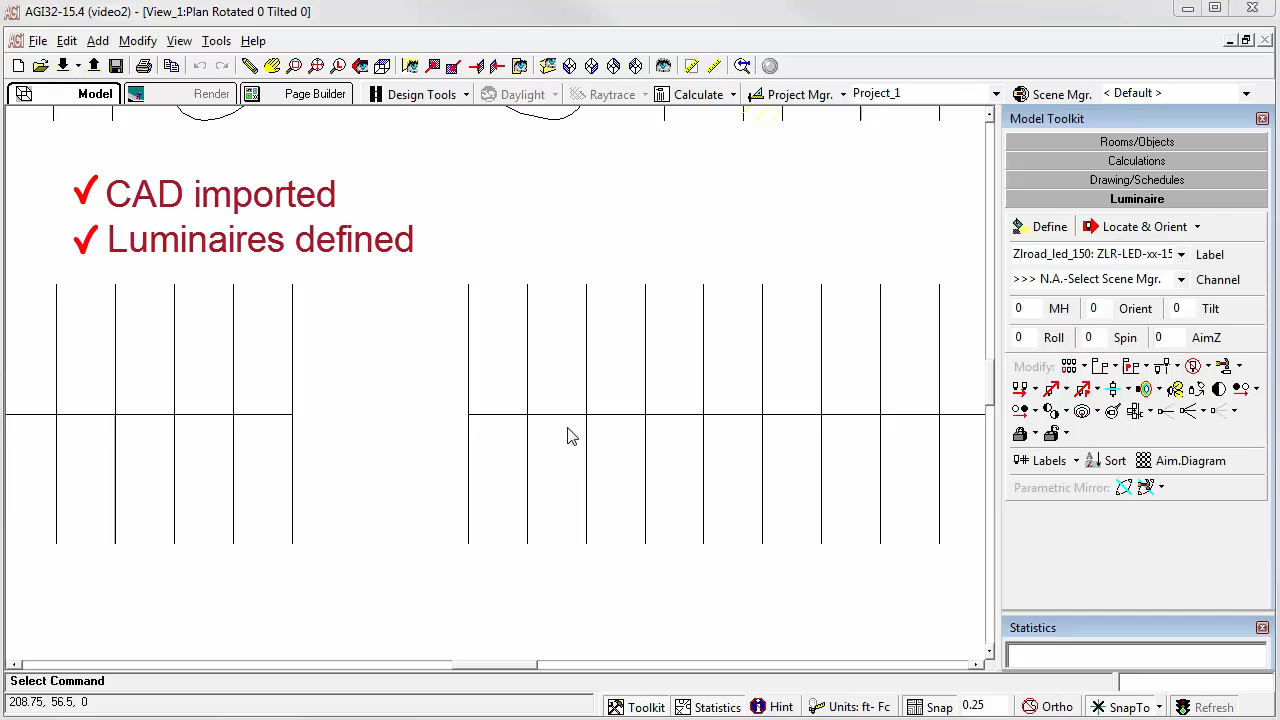 AGI32-15.4 (video2) - [View_1:Plan Rotated 0 Tilted 0]
File Edit Add Modify View Tools Help
Model Render Page Builder Design Tools Daylight Raytrace Calculate Project Mgr. Project_1 Scene Mgr. < Default >
CAD imported
Luminaires defined
Model Toolkit
Rooms/Objects
Calculations
Drawing/Schedules
Luminaire
Define Locate & Orient
Zlroad_led_150: ZLR-LED-xx-15 Label
>>> N.A.-Select Scene Mgr. Channel
0 MH 0 Orient 0 Tilt
0 Roll 0 Spin 0 AimZ
Modify:
Labels Sort Aim.Diagram
Parametric Mirror:
Statistics
Select Command
208.75, 56.5, 0
Toolkit Statistics Hint Units: ft- Fc Snap 0.25 Ortho SnapTo Refresh